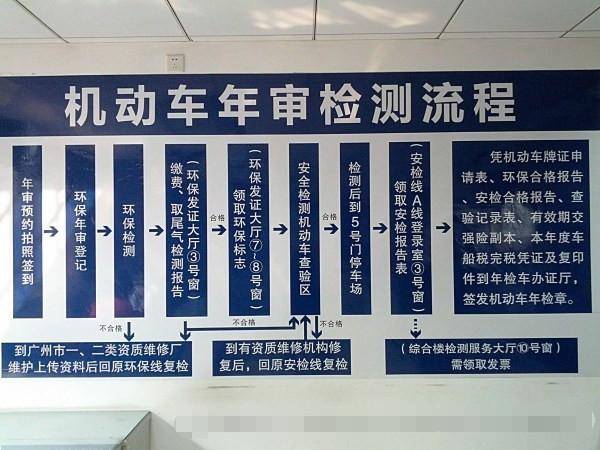 机动车年审检测流程
年审预约拍照签到
环保年审登记
环保检测
缴费、取尾气检测报告
(环保发证大厅③号窗)
合格
领取环保标志
(环保发证大厅⑦~⑧号窗)
安全检测机动车查验区
合格
检测后到5号门停车场
领取安检报告表
(安检线A线登录室③号窗)
凭机动车牌证申
请表、环保合格报告
、安检合格报告、查
验记录表、有效期交
强险副本、本年度车
船税完税凭证及复印
件到年检车办证厅，
签发机动车年检章。
不合格
不合格
不合格
到广州市一、二类资质维修厂
维护上传资料后回原环保线复检
到有资质维修机构修
复后，回原安检线复检
(综合楼检测服务大厅⑩号窗)
需领取发票